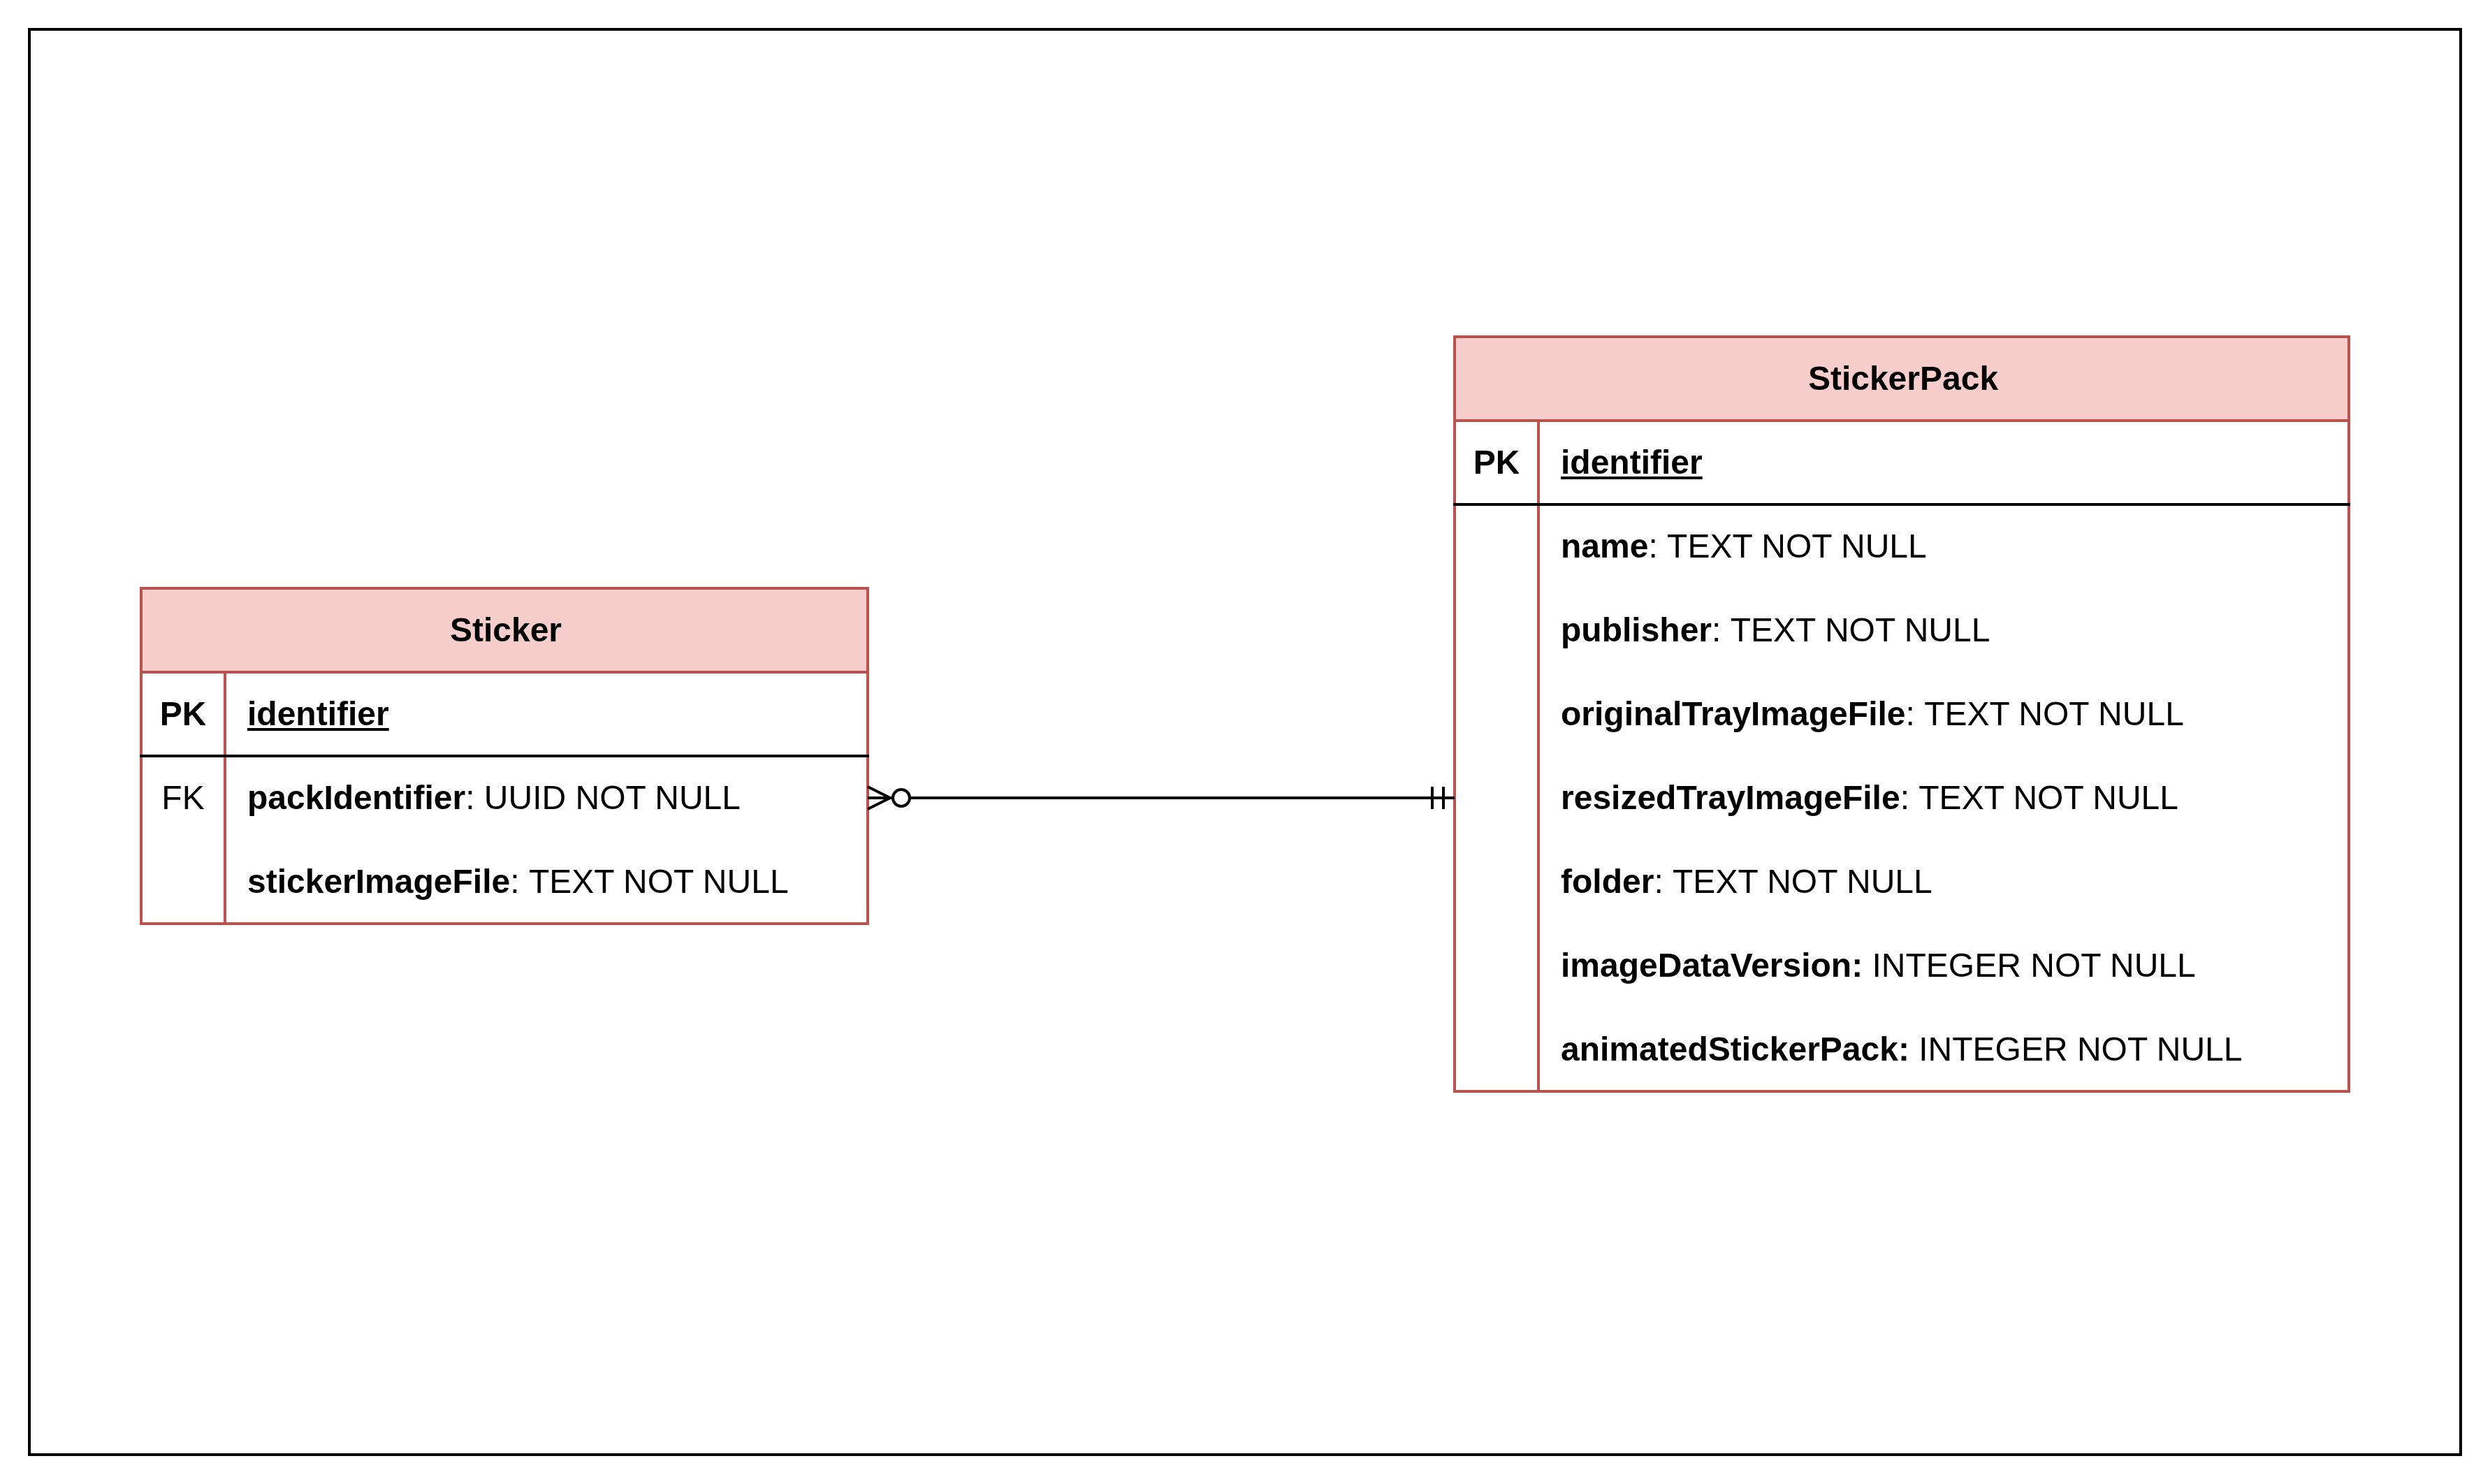 Sticker
PK identifier
FK packIdentifier: UUID NOT NULL
stickerImageFile: TEXT NOT NULL
StickerPack
PK identifier
name: TEXT NOT NULL
publisher: TEXT NOT NULL
originalTrayImageFile: TEXT NOT NULL
resizedTrayImageFile: TEXT NOT NULL
folder: TEXT NOT NULL
imageDataVersion: INTEGER NOT NULL
animatedStickerPack: INTEGER NOT NULL